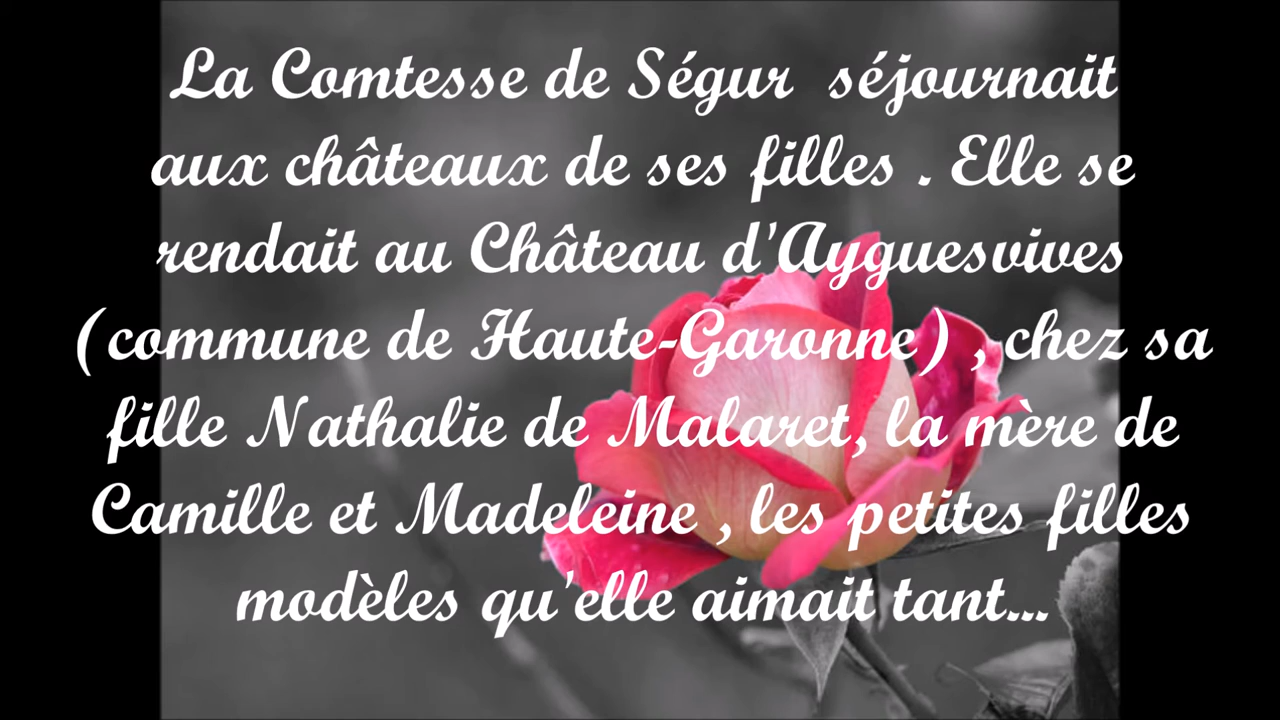 La Comtesse de Ségur séjournait
aux châteaux de ses filles . Elle se
rendait au Château d'Ayguesvives
(commune de Haute-Garonne) , chez sa
fille Nathalie de Malaret, la mère de
Camille et Madeleine , les petites filles
modèles qu'elle aimait tant...